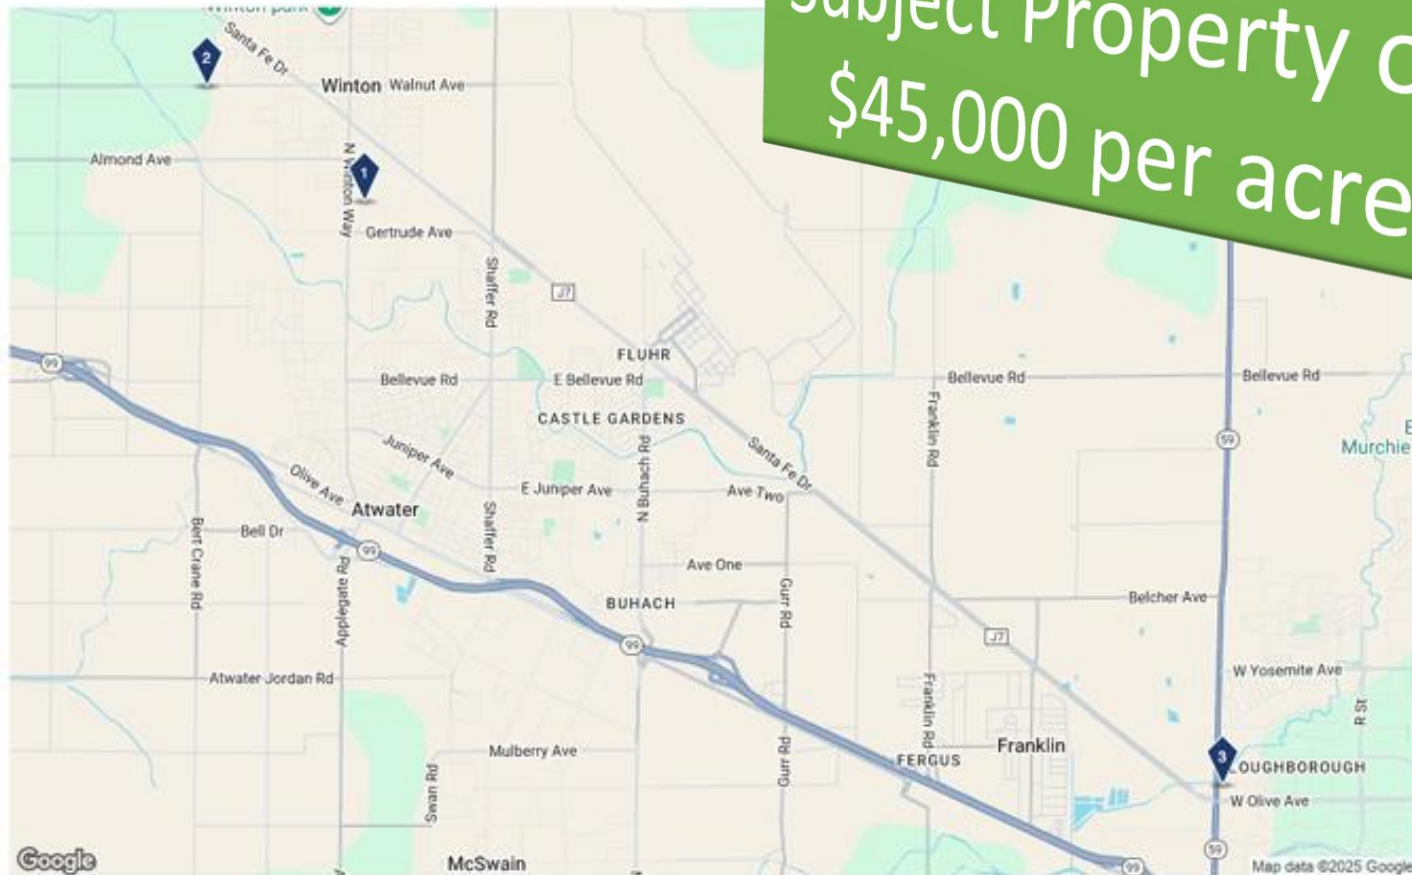 Subject Property
$45,000 per acre
Winton park
Santa Fe Dr
2
Winton
Walnut Ave
Almond Ave
1
N Winton Way
Gertrude Ave
Shaffer Rd
J7
FLUHR
99
Bellevue Rd
E Bellevue Rd
Bellevue Rd
Bellevue Rd
CASTLE GARDENS
Franklin Rd
59
Murchie
Juniper Ave
N Buhach Rd
Santa Fe Dr
Olive Ave
E Juniper Ave
Ave Two
Atwater
Shaffer Rd
Bert Crane Rd
Bell Dr
99
Applegate Rd
Ave One
Gurr Rd
BUHACH
Belcher Ave
99
J7
Atwater Jordan Rd
W Yosemite Ave
Franklin Rd
R St
Mulberry Ave
Gurr Rd
Franklin
FERGUS
3
OUGHBOROUGH
Swan Rd
W Olive Ave
59
Google
McSwain
99
Map data ©2025 Google